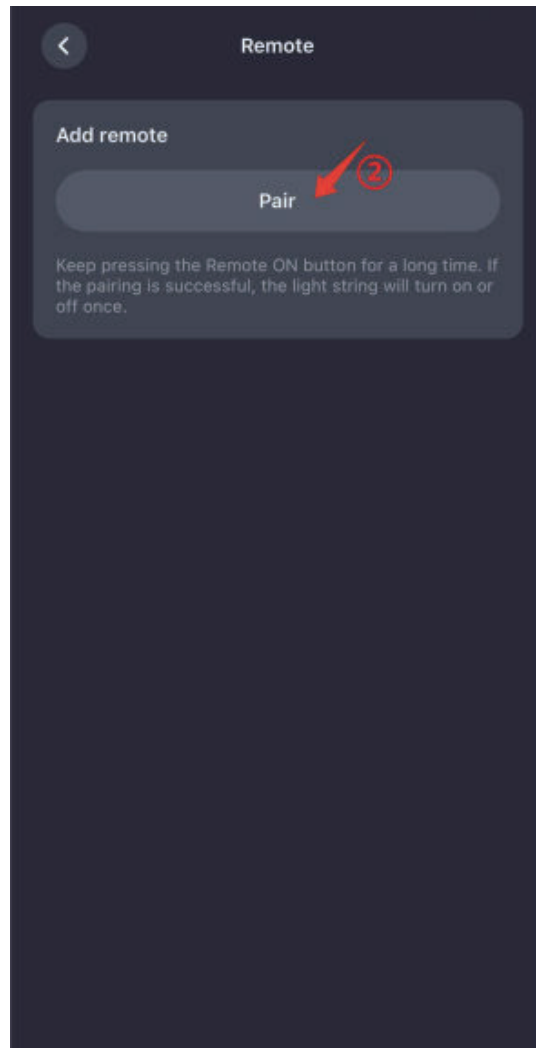 Remote
Add remote
Pair
②
Keep pressing the Remote ON button for a long time. If
the pairing is successful, the light string will turn on or
off once.